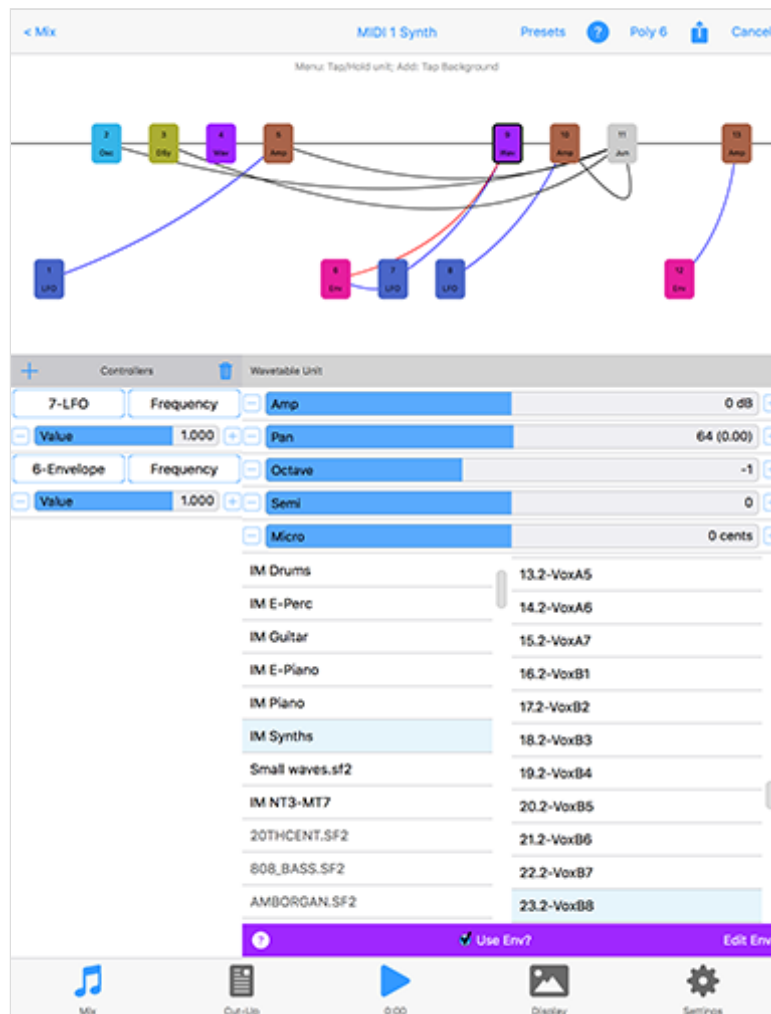 < Mix MIDI 1 Synth Presets ? Poly 6 Cancel
Menu: Tap/Hold unit; Add: Tap Background
2 3 4 5 9 10 11 13
Osc DSy Wav Amp Wav Amp Jun Amp
1 6 7 8 12
LFO Env LFO LFO Env
+ Controllers Wavetable Unit
7-LFO Frequency - Amp 0 dB
- Value 1.000 + - Pan 64 (0.00)
6-Envelope Frequency - Octave -1
- Value 1.000 + - Semi 0
- Micro 0 cents
IM Drums 13.2-VoxA5
IM E-Perc 14.2-VoxA6
IM Guitar 15.2-VoxA7
IM E-Piano 16.2-VoxB1
IM Piano 17.2-VoxB2
IM Synths 18.2-VoxB3
Small waves.sf2 19.2-VoxB4
IM NT3-MT7 20.2-VoxB5
20THCENT.SF2 21.2-VoxB6
808_BASS.SF2 22.2-VoxB7
AMBORGAN.SF2 23.2-VoxB8
? Use Env? Edit Env
Mix Cut-Up 0:00 Display Settings